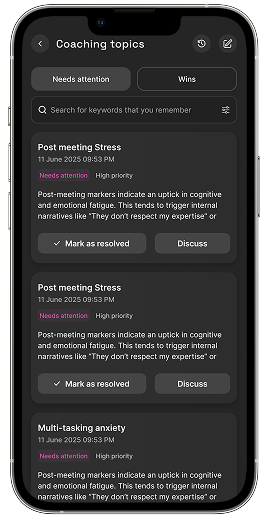 Coaching topics
Needs attention
Wins
Search for keywords that you remember
Post meeting Stress
11 June 2025 09:53 PM
Needs attention
High priority
Post-meeting markers indicate an uptick in cognitive
and emotional fatigue. This tends to trigger internal
narratives like "They don't respect my expertise" or
Mark as resolved
Discuss
Post meeting Stress
11 June 2025 09:53 PM
Needs attention
High priority
Post-meeting markers indicate an uptick in cognitive
and emotional fatigue. This tends to trigger internal
narratives like "They don't respect my expertise" or
Mark as resolved
Discuss
Multi-tasking anxiety
11 June 2025 09:53 PM
Needs attention
High priority
Post-meeting markers indicate an uptick in cognitive
and emotional fatigue. This tends to trigger internal
narratives like "They don't respect my expertise" or